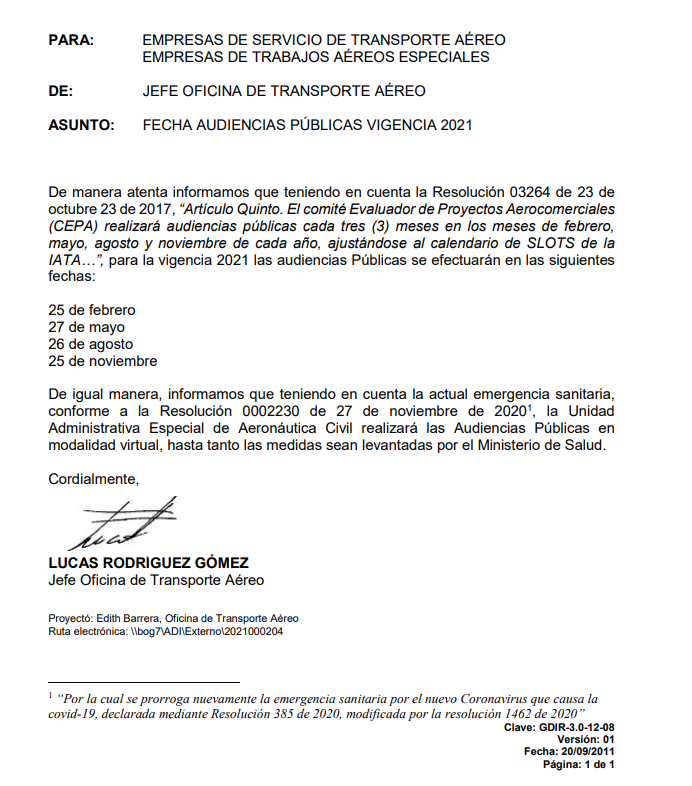 PARA: EMPRESAS DE SERVICIO DE TRANSPORTE AÉREO
EMPRESAS DE TRABAJOS AÉREOS ESPECIALES
DE: JEFE OFICINA DE TRANSPORTE AÉREO
ASUNTO: FECHA AUDIENCIAS PÚBLICAS VIGENCIA 2021
De manera atenta informamos que teniendo en cuenta la Resolución 03264 de 23 de
octubre 23 de 2017, “Artículo Quinto. El comité Evaluador de Proyectos Aerocomerciales
(CEPA) realizará audiencias públicas cada tres (3) meses en los meses de febrero,
mayo, agosto y noviembre de cada año, ajustándose al calendario de SLOTS de la
IATA…”, para la vigencia 2021 las audiencias Públicas se efectuarán en las siguientes
fechas:
25 de febrero
27 de mayo
26 de agosto
25 de noviembre
De igual manera, informamos que teniendo en cuenta la actual emergencia sanitaria,
conforme a la Resolución 0002230 de 27 de noviembre de 2020¹, la Unidad
Administrativa Especial de Aeronáutica Civil realizará las Audiencias Públicas en
modalidad virtual, hasta tanto las medidas sean levantadas por el Ministerio de Salud.
Cordialmente,
LUCAS RODRIGUEZ GÓMEZ
Jefe Oficina de Transporte Aéreo
Proyectó: Edith Barrera, Oficina de Transporte Aéreo
Ruta electrónica: \\bog7\ADI\Externo\2021000204
¹ “Por la cual se prorroga nuevamente la emergencia sanitaria por el nuevo Coronavirus que causa la
covid-19, declarada mediante Resolución 385 de 2020, modificada por la resolución 1462 de 2020”
Clave: GDIR-3.0-12-08
Versión: 01
Fecha: 20/09/2011
Página: 1 de 1